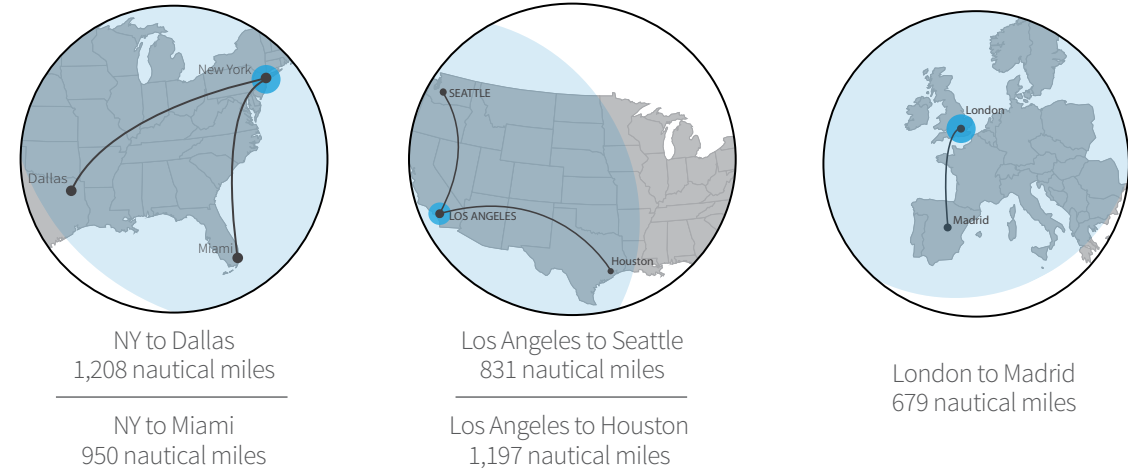 New York
Dallas
Miami
SEATTLE
LOS ANGELES
Houston
London
Madrid
NY to Dallas
1,208 nautical miles
NY to Miami
950 nautical miles
Los Angeles to Seattle
831 nautical miles
Los Angeles to Houston
1,197 nautical miles
London to Madrid
679 nautical miles